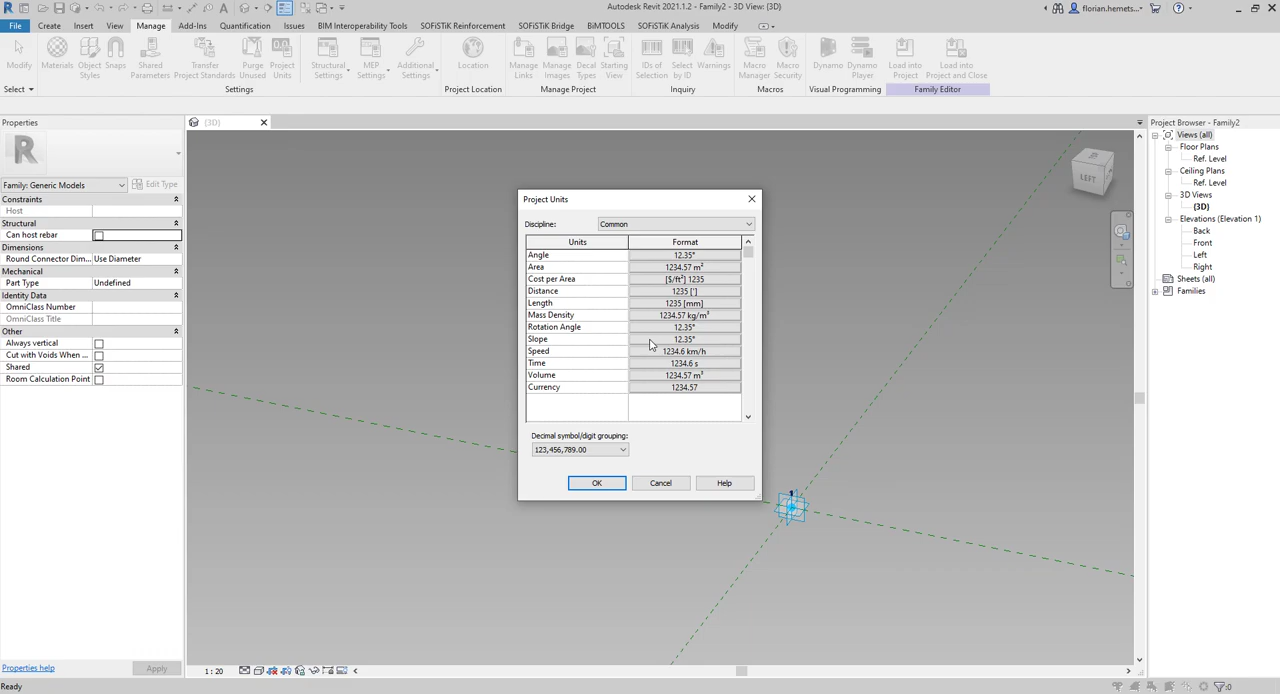 Autodesk Revit 2021.1.2 - Family2 - 3D View: {3D}
florian.hemets...
File Create Insert View Manage Add-Ins Quantification Issues BIM Interoperability Tools SOFiSTiK Reinforcement SOFiSTiK Bridge BiMTOOLS SOFiSTiK Analysis Modify
Modify Materials Object Styles Snaps Shared Parameters Transfer Project Standards Purge Unused Project Units Structural Settings MEP Settings Additional Settings Location Manage Links Manage Images Decal Types Starting View IDs of Selection Select by ID Warnings Macro Manager Macro Security Dynamo Dynamo Player Load into Project Load into Project and Close
Select Settings Project Location Manage Project Inquiry Macros Visual Programming Family Editor
Properties
{3D}
Project Browser - Family2
R
Family: Generic Models
Edit Type
Constraints
Host
Structural
Can host rebar
Dimensions
Round Connector Dim... Use Diameter
Mechanical
Part Type Undefined
Identity Data
OmniClass Number
OmniClass Title
Other
Always vertical
Cut with Voids When ...
Shared
Room Calculation Point
Properties help
Apply
LEFT
Project Units
Discipline: Common
Units Format
Angle 12.35°
Area 1234.57 m²
Cost per Area [$/ft²] 1235
Distance 1235 [']
Length 1235 [mm]
Mass Density 1234.57 kg/m³
Rotation Angle 12.35°
Slope 12.35°
Speed 1234.6 km/h
Time 1234.6 s
Volume 1234.57 m³
Currency 1234.57
Decimal symbol/digit grouping:
123,456,789.00
OK Cancel Help
Views (all)
Floor Plans
Ref. Level
Ceiling Plans
Ref. Level
3D Views
{3D}
Elevations (Elevation 1)
Back
Front
Left
Right
Sheets (all)
Families
1 : 20
Ready
:0